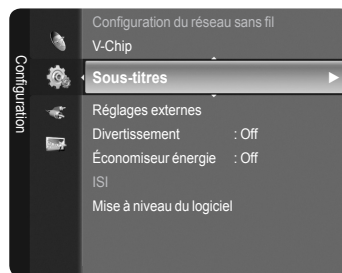 Configuration
Configuration du réseau sans fil
V-Chip
Sous-titres
Réglages externes
Divertissement : Off
Économiseur énergie : Off
ISI
Mise à niveau du logiciel